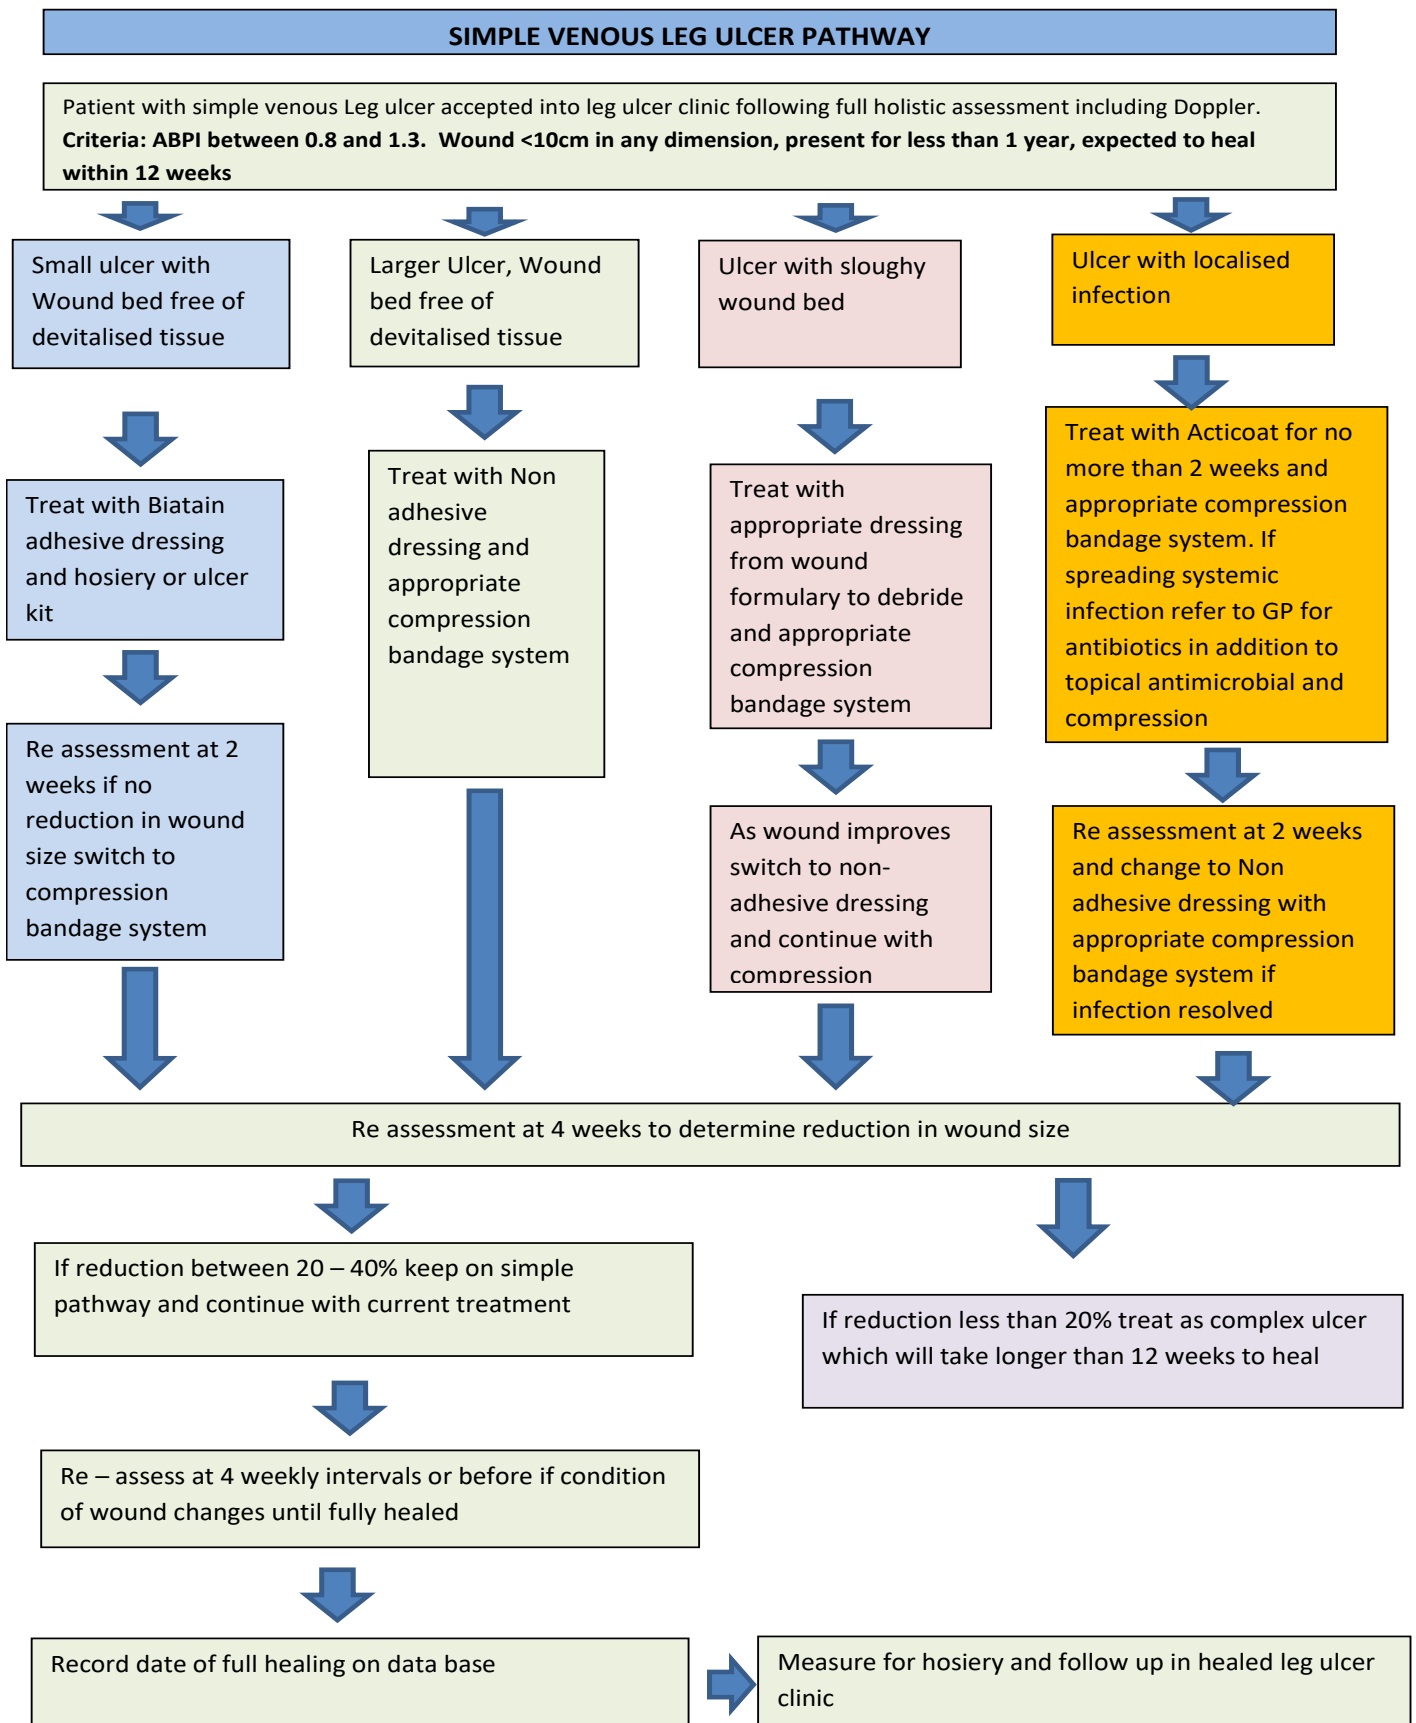 SIMPLE VENOUS LEG ULCER PATHWAY
Patient with simple venous Leg ulcer accepted into leg ulcer clinic following full holistic assessment including Doppler.
Criteria: ABPI between 0.8 and 1.3.  Wound <10cm in any dimension, present for less than 1 year, expected to heal
within 12 weeks
Small ulcer with
Wound bed free of
devitalised tissue
Larger Ulcer, Wound
bed free of
devitalised tissue
Ulcer with sloughy
wound bed
Ulcer with localised
infection
Treat with Biatain
adhesive dressing
and hosiery or ulcer
kit
Treat with Non
adhesive
dressing and
appropriate
compression
bandage system
Treat with
appropriate dressing
from wound
formulary to debride
and appropriate
compression
bandage system
Treat with Acticoat for no
more than 2 weeks and
appropriate compression
bandage system. If
spreading systemic
infection refer to GP for
antibiotics in addition to
topical antimicrobial and
compression
Re assessment at 2
weeks if no
reduction in wound
size switch to
compression
bandage system
As wound improves
switch to non-
adhesive dressing
and continue with
compression
Re assessment at 2 weeks
and change to Non
adhesive dressing with
appropriate compression
bandage system if
infection resolved
Re assessment at 4 weeks to determine reduction in wound size
If reduction between 20 – 40% keep on simple
pathway and continue with current treatment
If reduction less than 20% treat as complex ulcer
which will take longer than 12 weeks to heal
Re – assess at 4 weekly intervals or before if condition
of wound changes until fully healed
Record date of full healing on data base
Measure for hosiery and follow up in healed leg ulcer
clinic